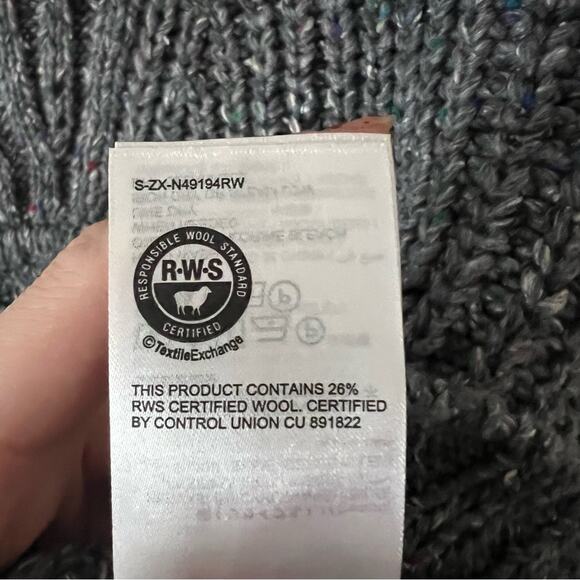 S-ZX-N49194RW
RESPONSIBLE WOOL STANDARD
R·W·S
CERTIFIED
©TextileExchange
THIS PRODUCT CONTAINS 26%
RWS CERTIFIED WOOL. CERTIFIED
BY CONTROL UNION CU 891822